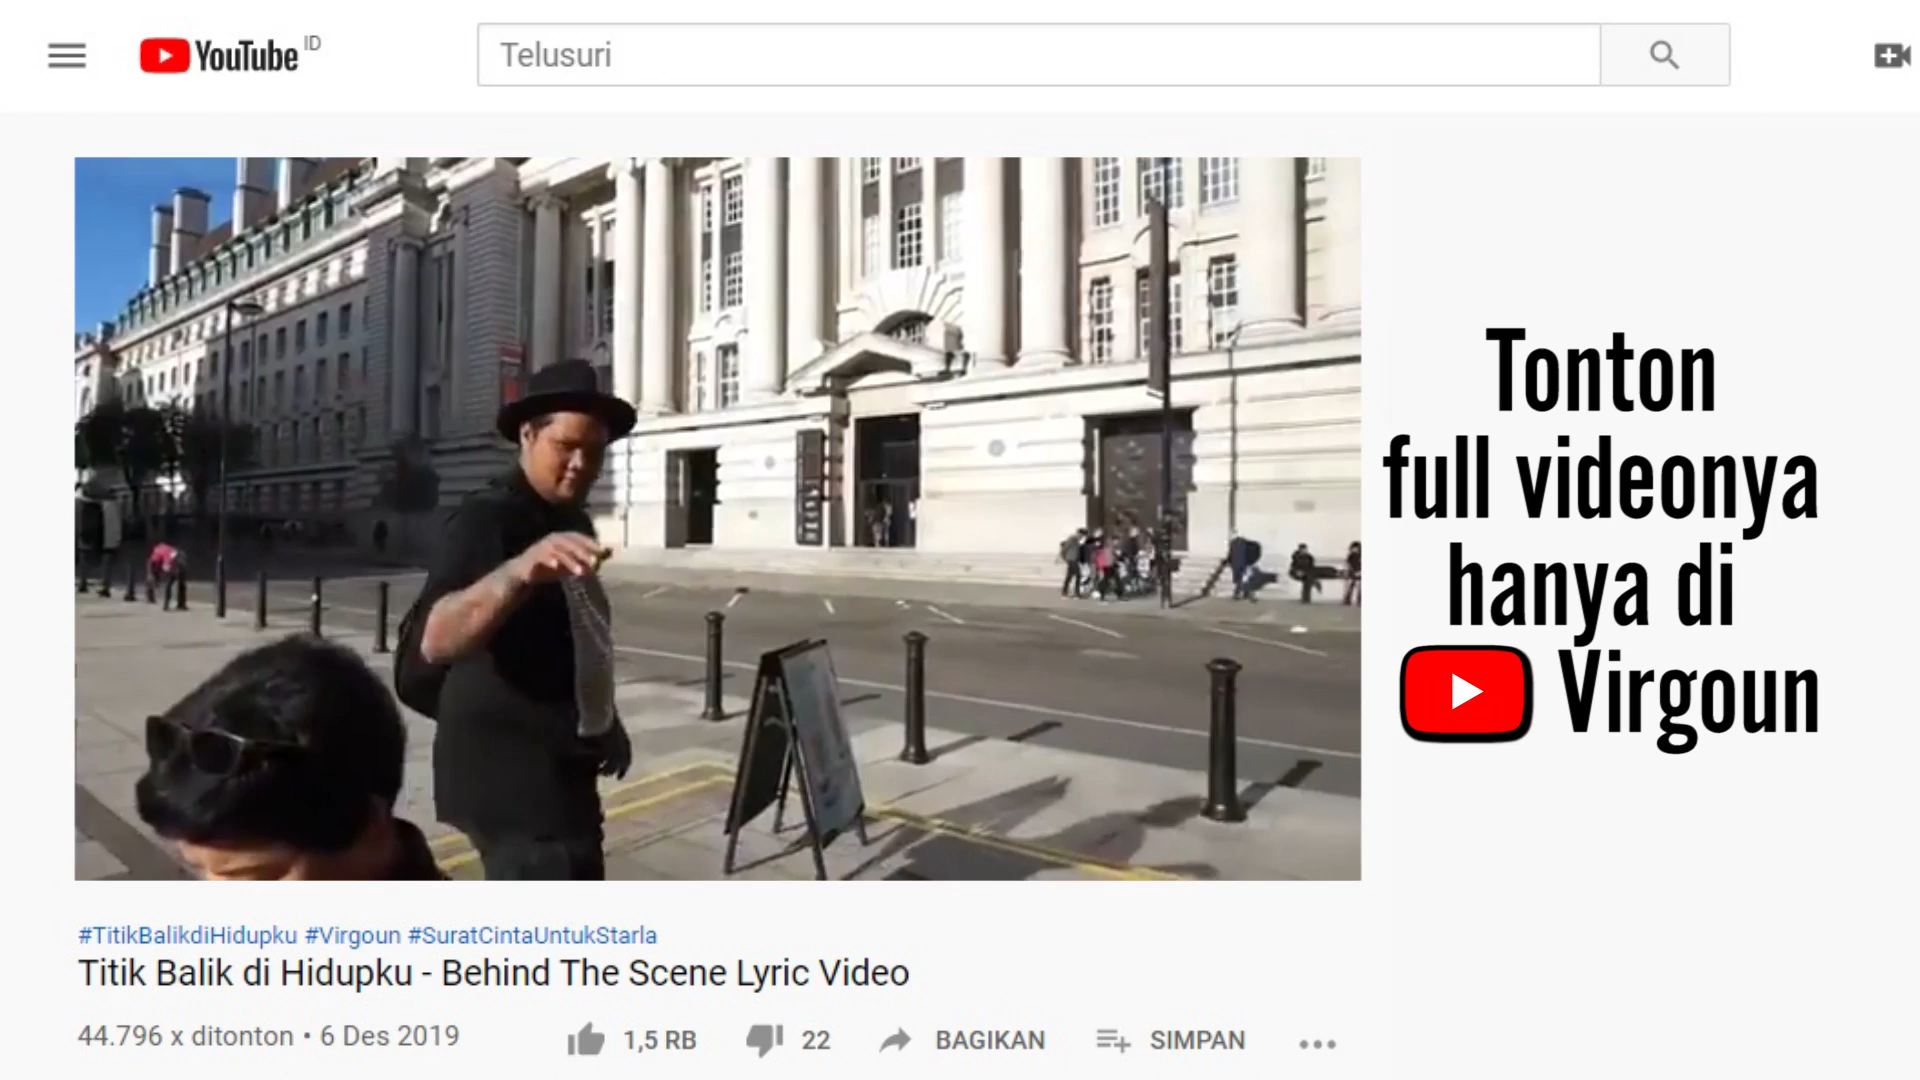 YouTube ID
Telusuri
Tonton
full videonya
hanya di
Virgoun
#TitikBalikdiHidupku #Virgoun #SuratCintaUntukStarla
Titik Balik di Hidupku - Behind The Scene Lyric Video
44.796 x ditonton • 6 Des 2019
1,5 RB
22
BAGIKAN
SIMPAN